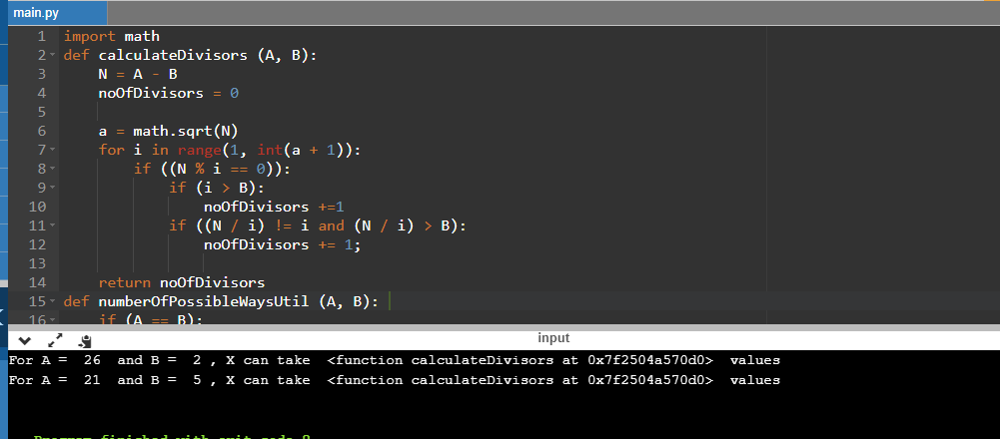 main.py
1 import math
2 def calculateDivisors (A, B):
3 N = A - B
4 noOfDivisors = 0
5
6 a = math.sqrt(N)
7 for i in range(1, int(a + 1)):
8 if ((N % i == 0)):
9 if (i > B):
10 noOfDivisors +=1
11 if ((N / i) != i and (N / i) > B):
12 noOfDivisors += 1;
13
14 return noOfDivisors
15 def numberOfPossibleWaysUtil (A, B):
16 if (A == B):
input
For A = 26 and B = 2 , X can take <function calculateDivisors at 0x7f2504a570d0> values
For A = 21 and B = 5 , X can take <function calculateDivisors at 0x7f2504a570d0> values
Program finished with exit code 0